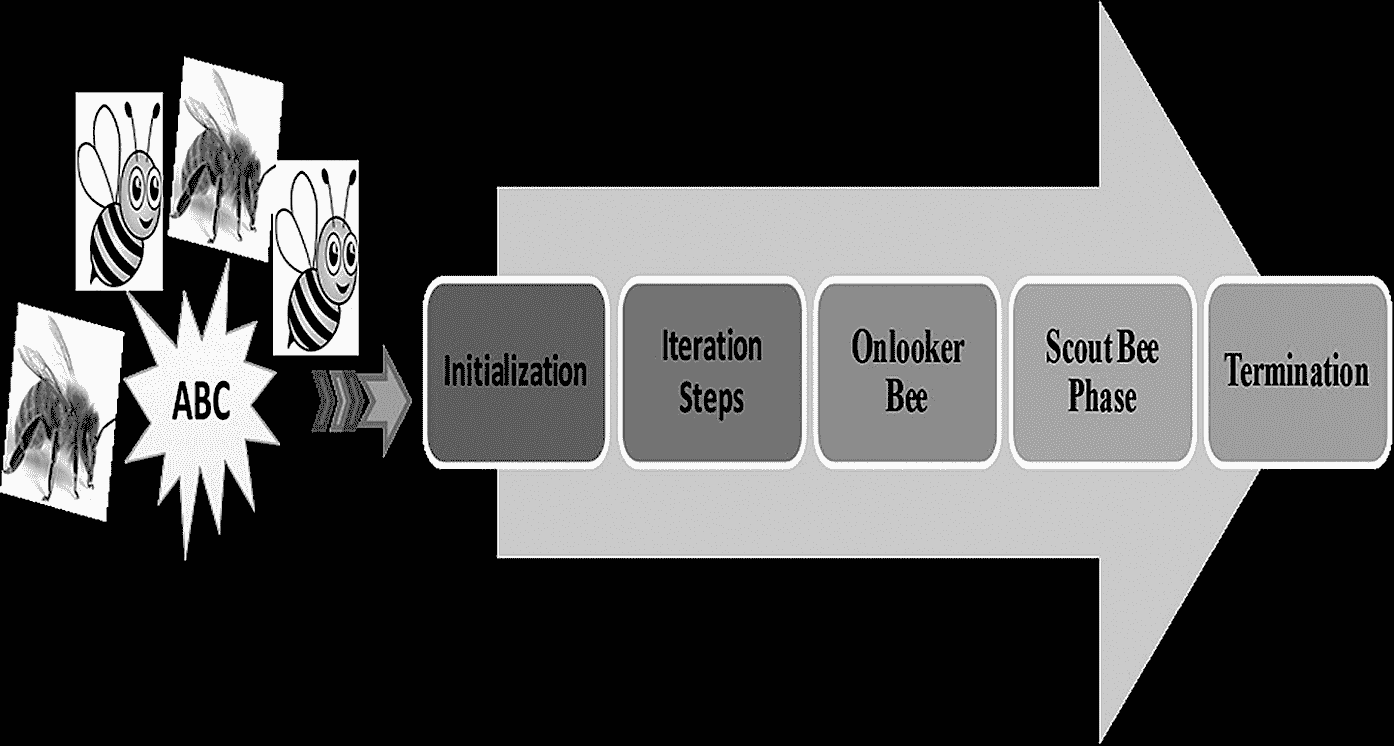 ABC
Initialization
Iteration
Steps
Onlooker
Bee
Scout Bee
Phase
Termination